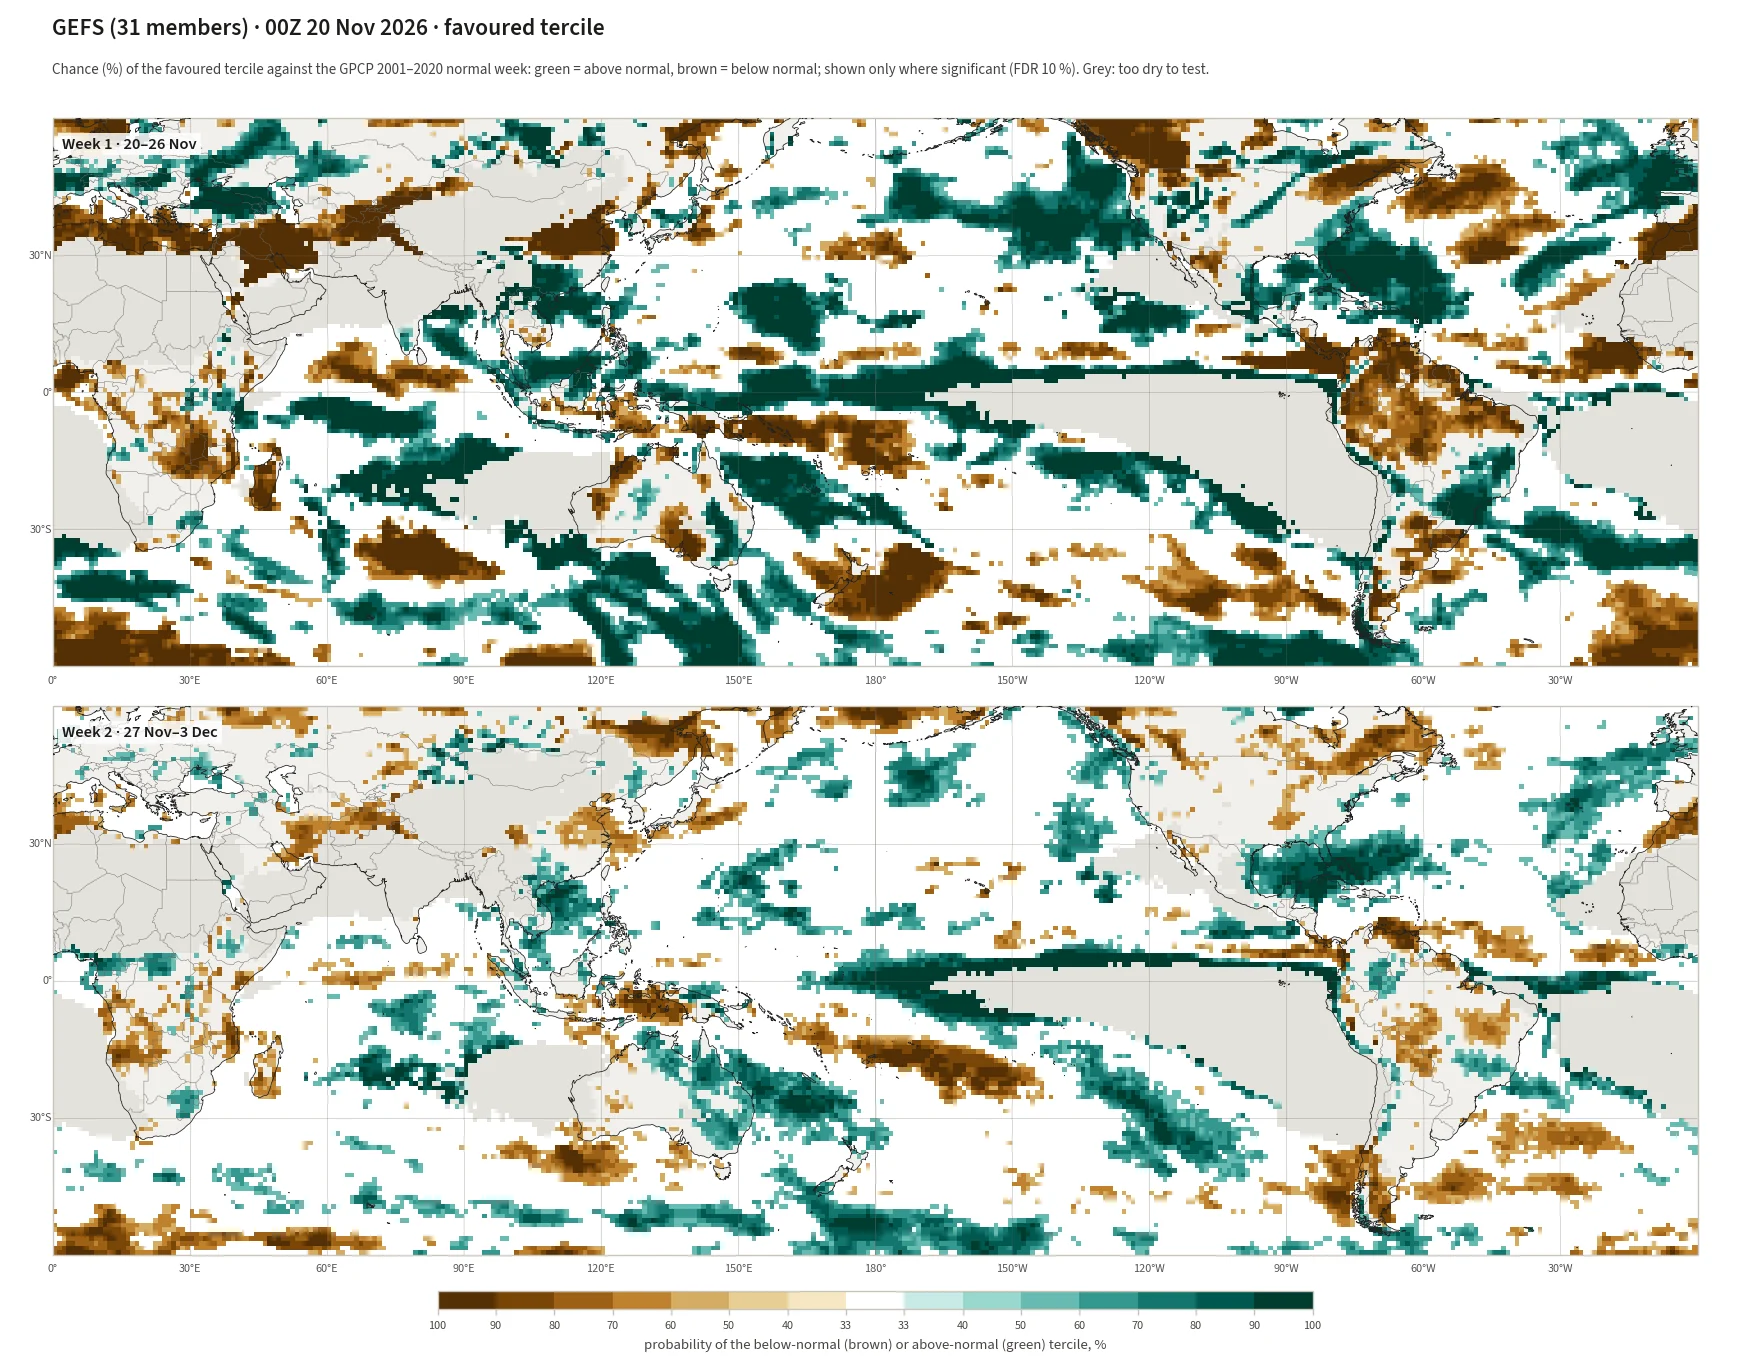 GEFS (31 members) · 00Z 20 Nov 2026 · favoured tercile
Chance (%) of the favoured tercile against the GPCP 2001–2020 normal week: green = above normal, brown = below normal; shown only where significant (FDR 10 %). Grey: too dry to test.
Week 1 · 20–26 Nov
30°N
0°
30°S
0° 30°E 60°E 90°E 120°E 150°E 180° 150°W 120°W 90°W 60°W 30°W
Week 2 · 27 Nov–3 Dec
30°N
0°
30°S
0° 30°E 60°E 90°E 120°E 150°E 180° 150°W 120°W 90°W 60°W 30°W
100 90 80 70 60 50 40 33 33 40 50 60 70 80 90 100
probability of the below-normal (brown) or above-normal (green) tercile, %